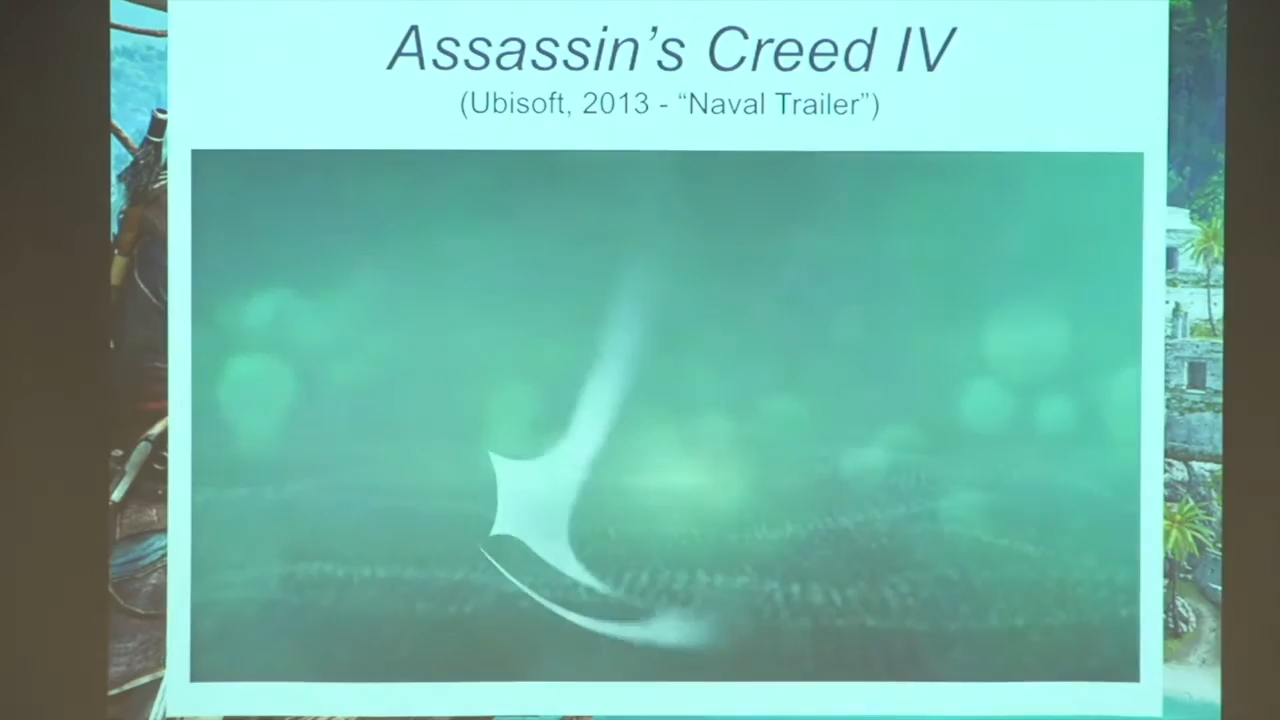 Assassin's Creed IV
(Ubisoft, 2013 - “Naval Trailer”)